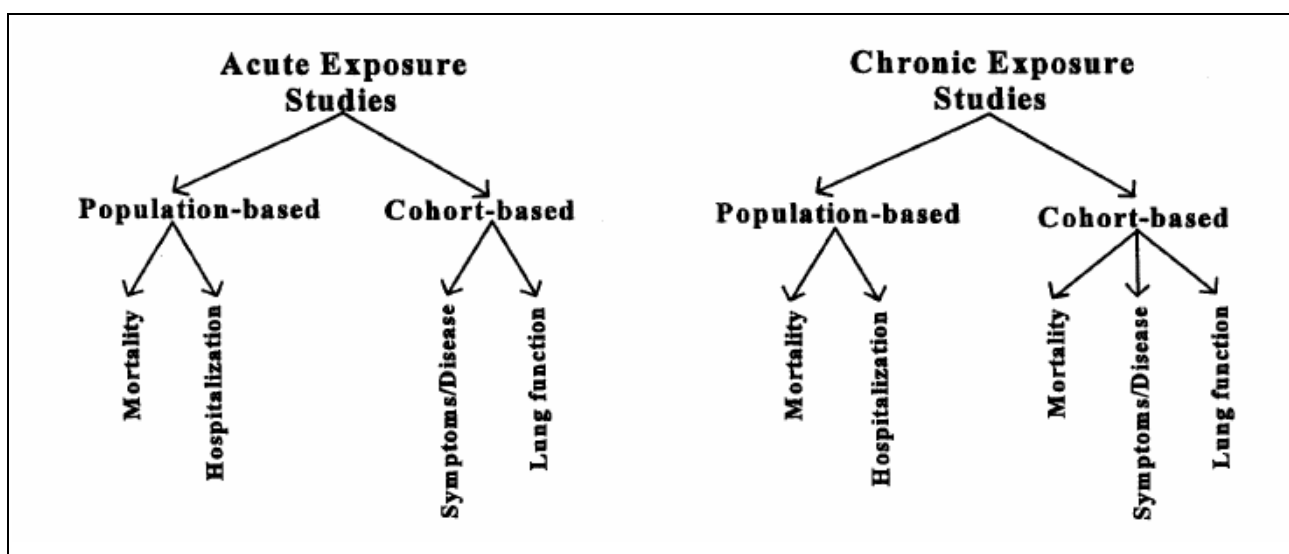 Acute Exposure
Studies
Population-based
Cohort-based
Mortality
Hospitalization
Symptoms/Disease
Lung function
Chronic Exposure
Studies
Population-based
Cohort-based
Mortality
Hospitalization
Mortality
Symptoms/Disease
Lung function